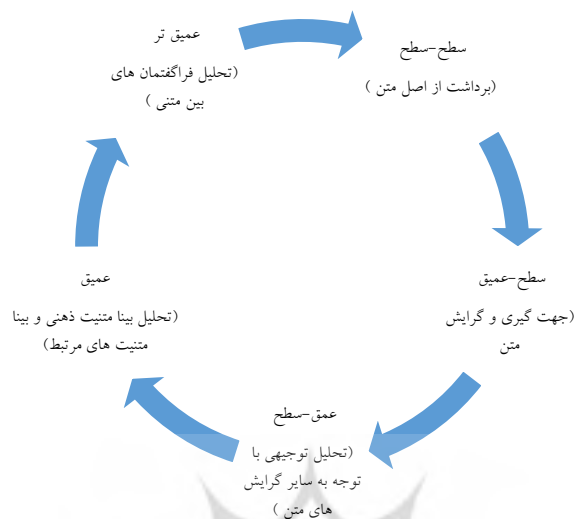 سطح-سطح
(برداشت از اصل متن )
سطح-عمیق
(جهت گیری و گرایش
متن
عمق-سطح
(تحلیل توجیهی با
توجه به سایر گرایش
های متن )
عمیق
(تحلیل بینا متنیت ذهنی و بینا
متنیت های مرتبط)
عمیق تر
(تحلیل فراگفتمان های
بین متنی )